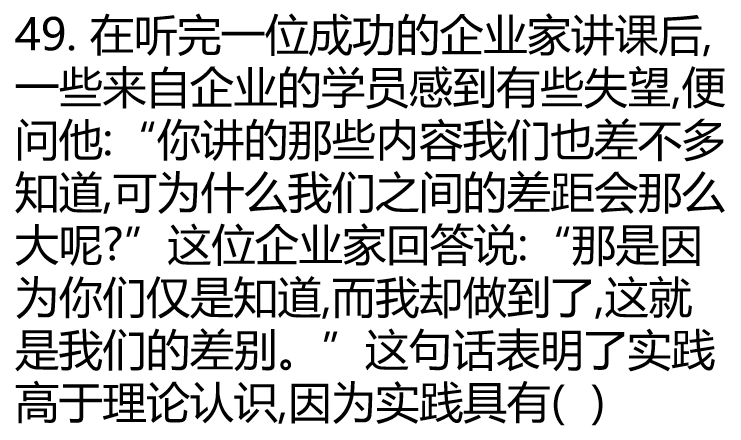 49. 在听完一位成功的企业家讲课后,
一些来自企业的学员感到有些失望,便
问他:“你讲的那些内容我们也差不多
知道,可为什么我们之间的差距会那么
大呢?” 这位企业家回答说:“那是因
为你们仅是知道,而我却做到了,这就
是我们的差别。” 这句话表明了实践
高于理论认识,因为实践具有( )